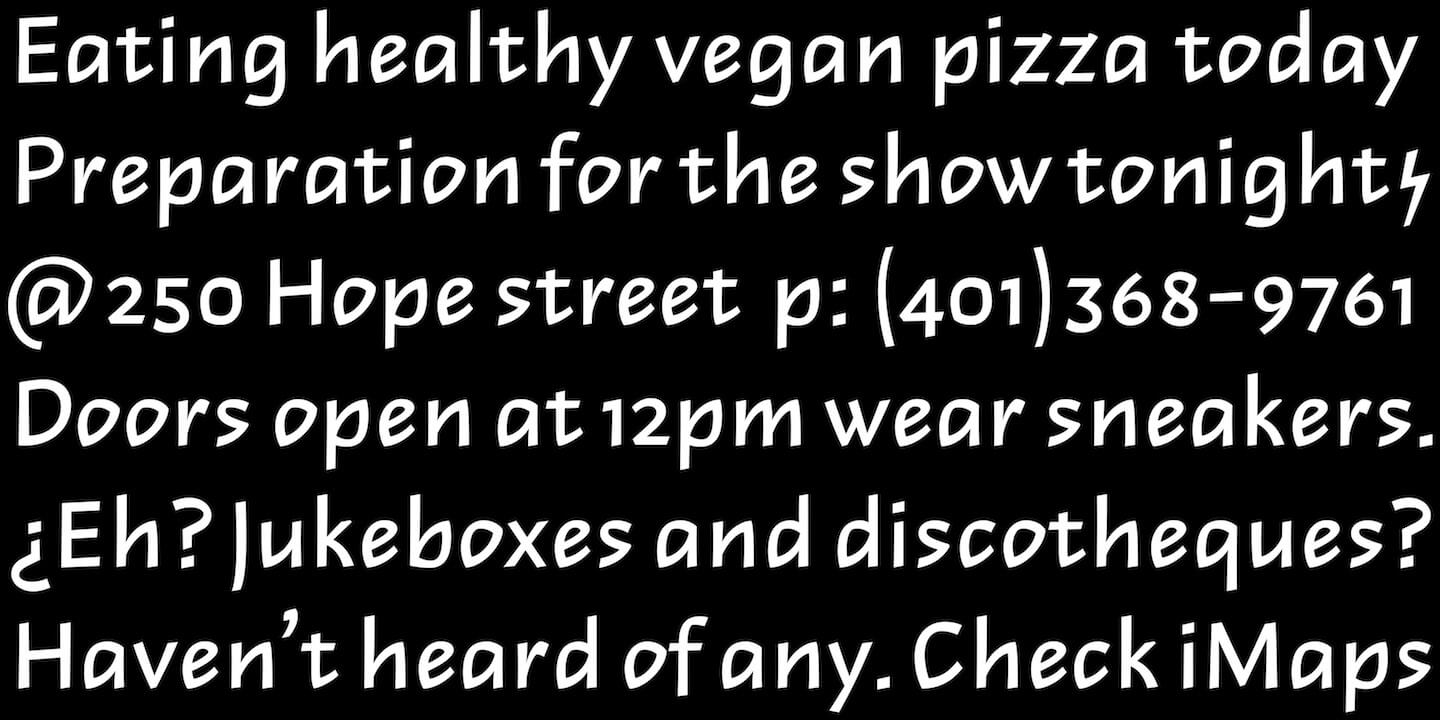 Eating healthy vegan pizza today
Preparation for the show tonight⚡
@250 Hope street p: (401)368-9761
Doors open at 12pm wear sneakers.
¿Eh? Jukeboxes and discotheques?
Haven’t heard of any. Check iMaps